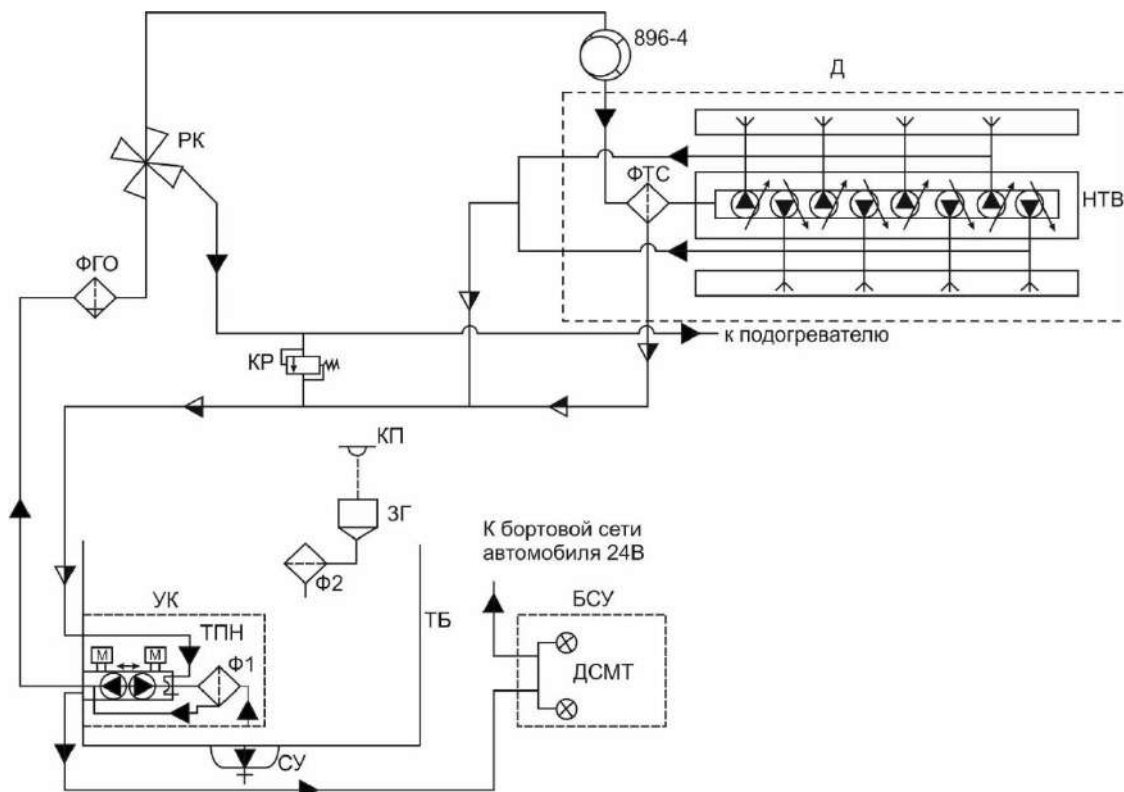 896-4
Д
РК
ФТС
НТВ
ФГО
к подогревателю
КР
КП
ЗГ
К бортовой сети
автомобиля 24В
Ф2
УК
ТБ
БСУ
ТПН
М
М
Ф1
ДСМТ
СУ